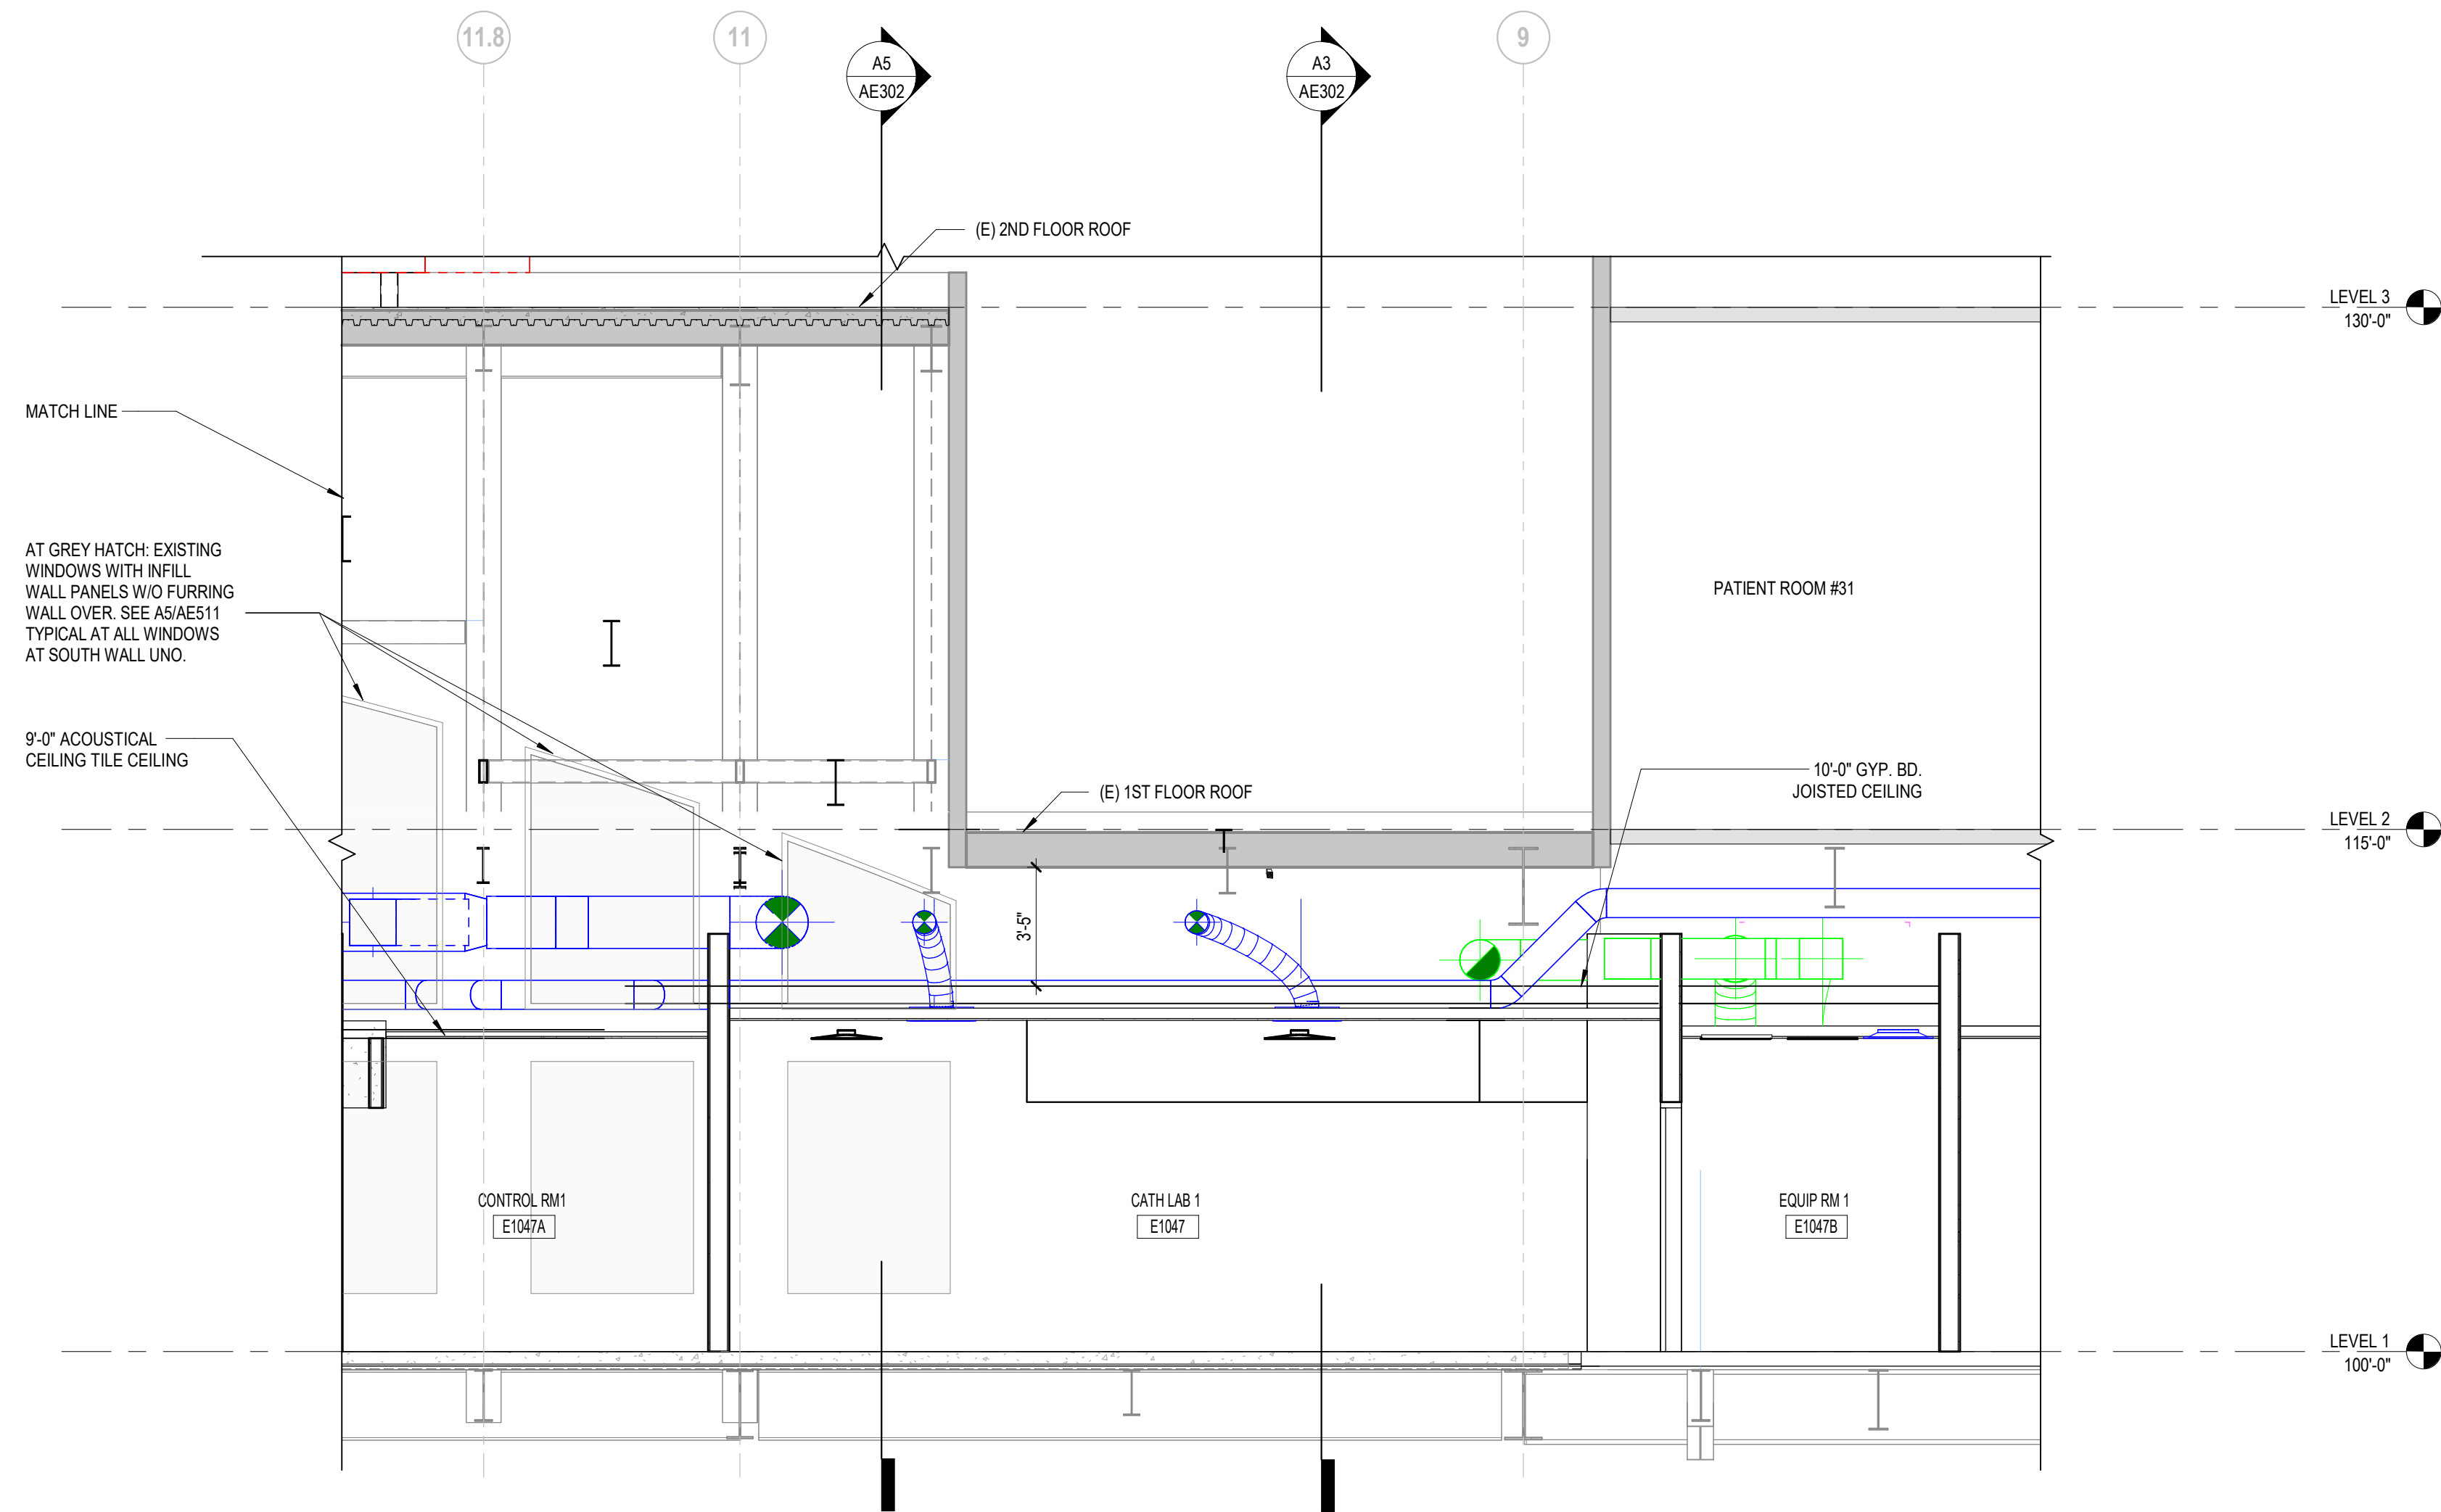 11.8
11
9
A5
AE302
A3
AE302
(E) 2ND FLOOR ROOF
LEVEL 3
130'-0"
MATCH LINE
AT GREY HATCH: EXISTING
WINDOWS WITH INFILL
WALL PANELS W/O FURRING
WALL OVER. SEE A5/AE511
TYPICAL AT ALL WINDOWS
AT SOUTH WALL UNO.
PATIENT ROOM #31
9'-0" ACOUSTICAL
CEILING TILE CEILING
(E) 1ST FLOOR ROOF
10'-0" GYP. BD.
JOISTED CEILING
LEVEL 2
115'-0"
3'-5"
CONTROL RM1
E1047A
CATH LAB 1
E1047
EQUIP RM 1
E1047B
LEVEL 1
100'-0"